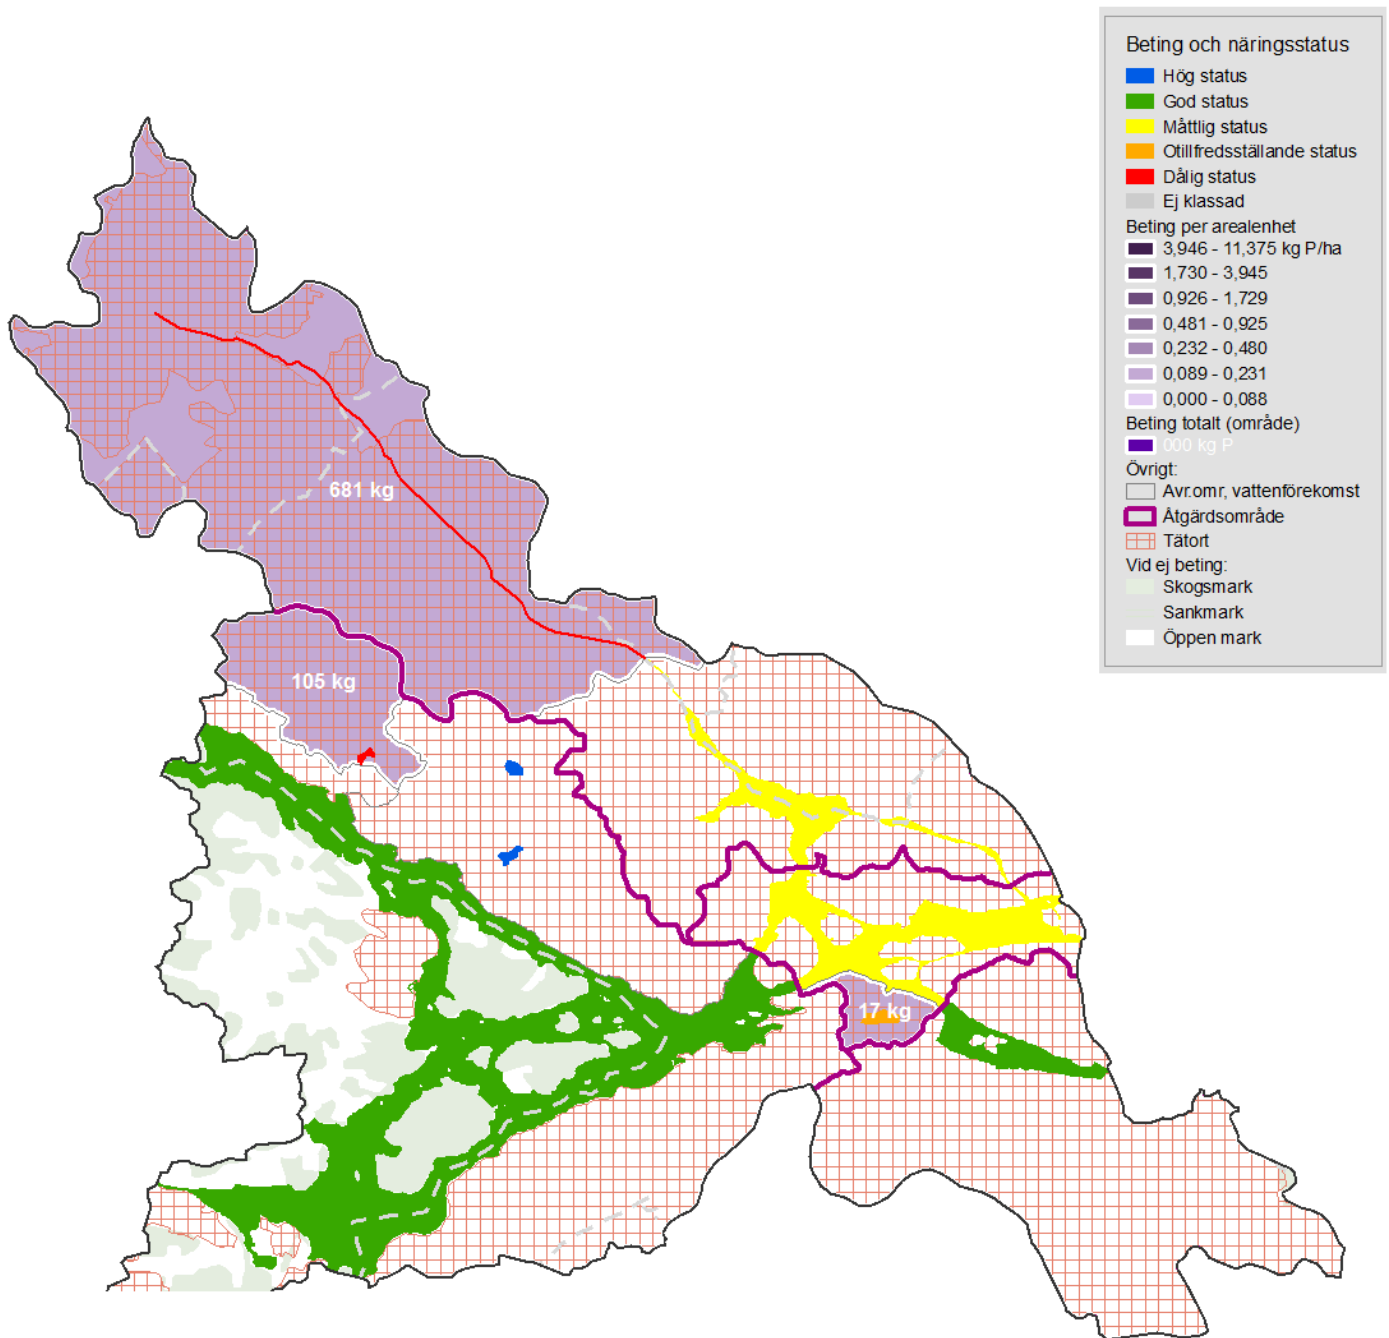 Beting och näringsstatus
Hög status
God status
Måttlig status
Otillfredsställande status
Dålig status
Ej klassad
Beting per arealenhet
3,946 - 11,375 kg P/ha
1,730 - 3,945
0,926 - 1,729
0,481 - 0,925
0,232 - 0,480
0,089 - 0,231
0,000 - 0,088
Beting totalt (område)
000 kg P
Övrigt:
Avr.omr, vattenförekomst
Åtgärdsområde
Tätort
Vid ej beting:
Skogsmark
Sankmark
Öppen mark
681 kg
105 kg
17 kg